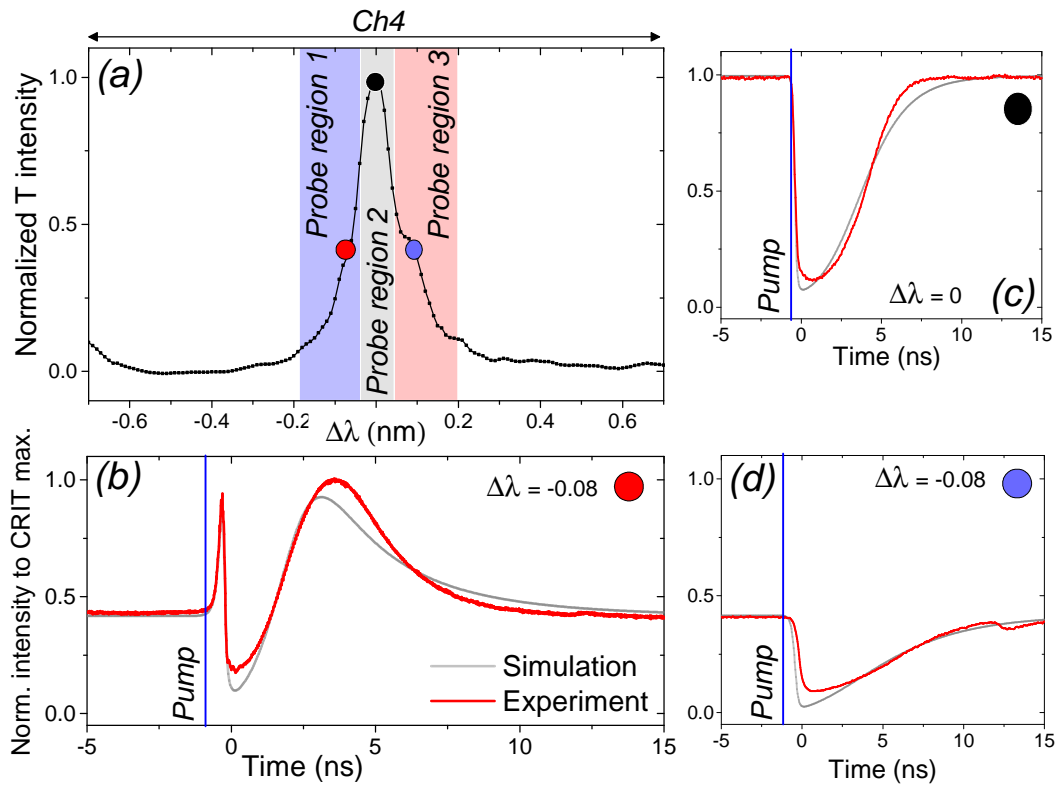 Ch4
(a)
Probe region 1
Probe region 2
Probe region 3
Normalized T intensity
1.0
0.5
0.0
-0.6 -0.4 -0.2 0.0 0.2 0.4 0.6
Δλ (nm)
(b)
Δλ = -0.08
Norm. intensity to CRIT max.
1.0
0.5
0.0
Pump
Simulation
Experiment
-5 0 5 10 15
Time (ns)
1.0
0.5
0.0
Pump
Δλ = 0
(c)
-5 0 5 10 15
Time (ns)
(d)
Δλ = -0.08
1.0
0.5
0.0
Pump
-5 0 5 10 15
Time (ns)